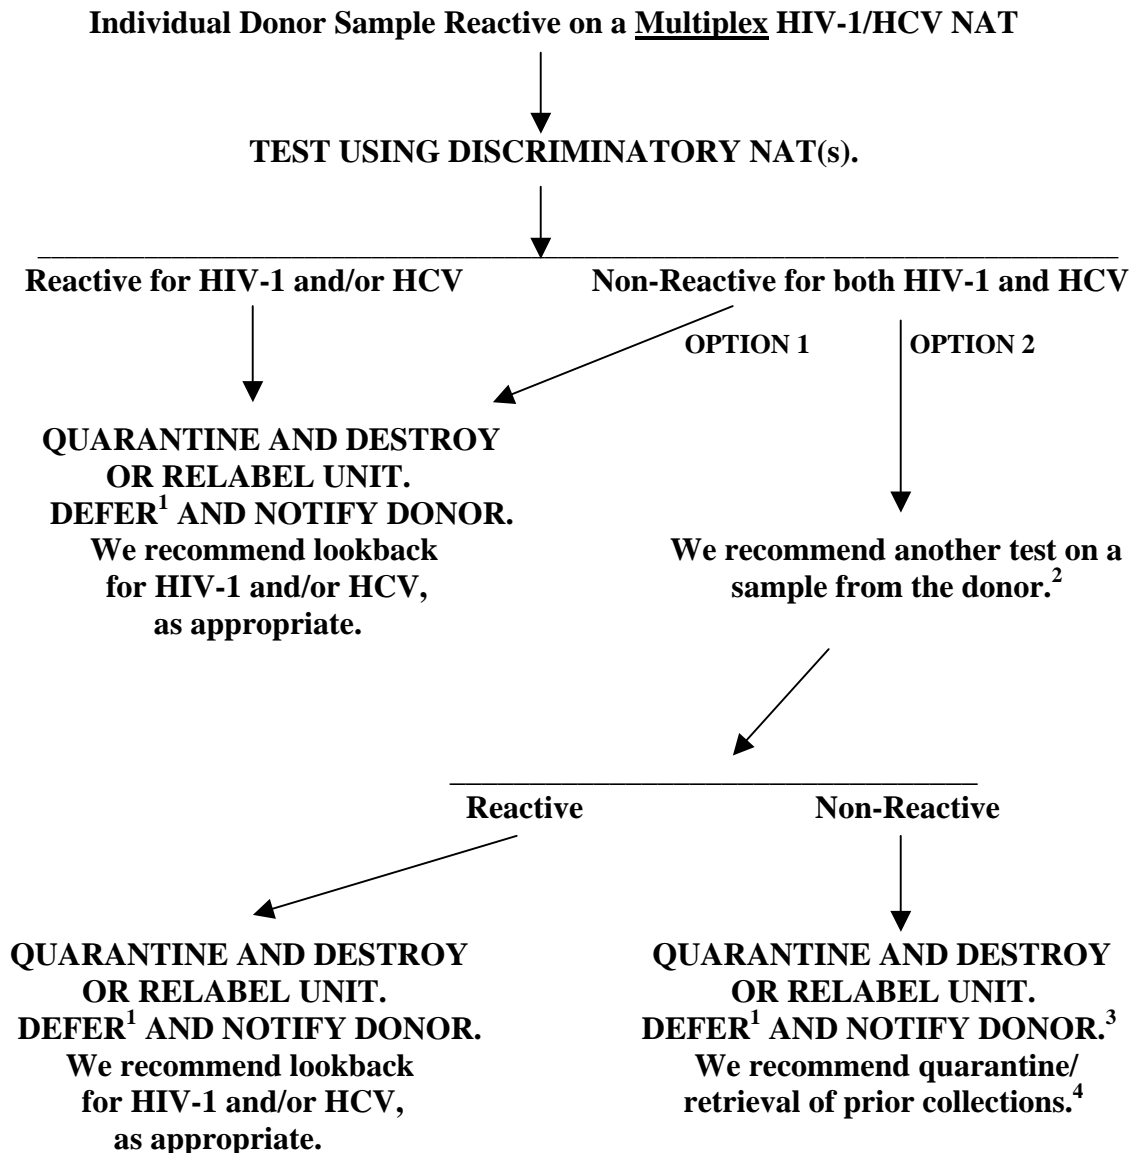 Individual Donor Sample Reactive on a Multiplex HIV-1/HCV NAT
TEST USING DISCRIMINATORY NAT(s).
Reactive for HIV-1 and/or HCV
Non-Reactive for both HIV-1 and HCV
OPTION 1
OPTION 2
QUARANTINE AND DESTROY
OR RELABEL UNIT.
DEFER¹ AND NOTIFY DONOR.
We recommend lookback
for HIV-1 and/or HCV,
as appropriate.
We recommend another test on a
sample from the donor.²
Reactive
Non-Reactive
QUARANTINE AND DESTROY
OR RELABEL UNIT.
DEFER¹ AND NOTIFY DONOR.
We recommend lookback
for HIV-1 and/or HCV,
as appropriate.
QUARANTINE AND DESTROY
OR RELABEL UNIT.
DEFER¹ AND NOTIFY DONOR.³
We recommend quarantine/
retrieval of prior collections.⁴